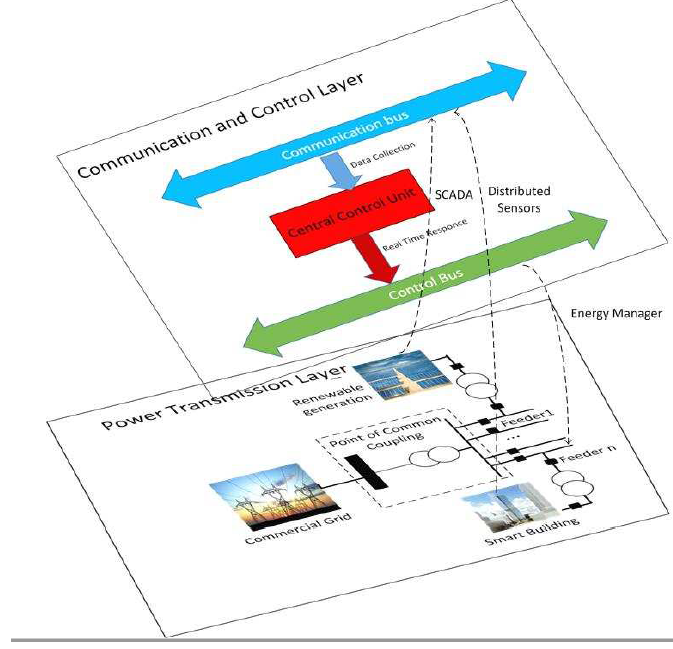 Communication and Control Layer
Communication bus
Data Collection
Central Control Unit
SCADA
Distributed
Sensors
Real Time Responce
Control Bus
Energy Manager
Power Transmission Layer
Renewable
generation
Point of Common
Coupling
Feeder1
...
Feeder n
Commercial Grid
Smart Building